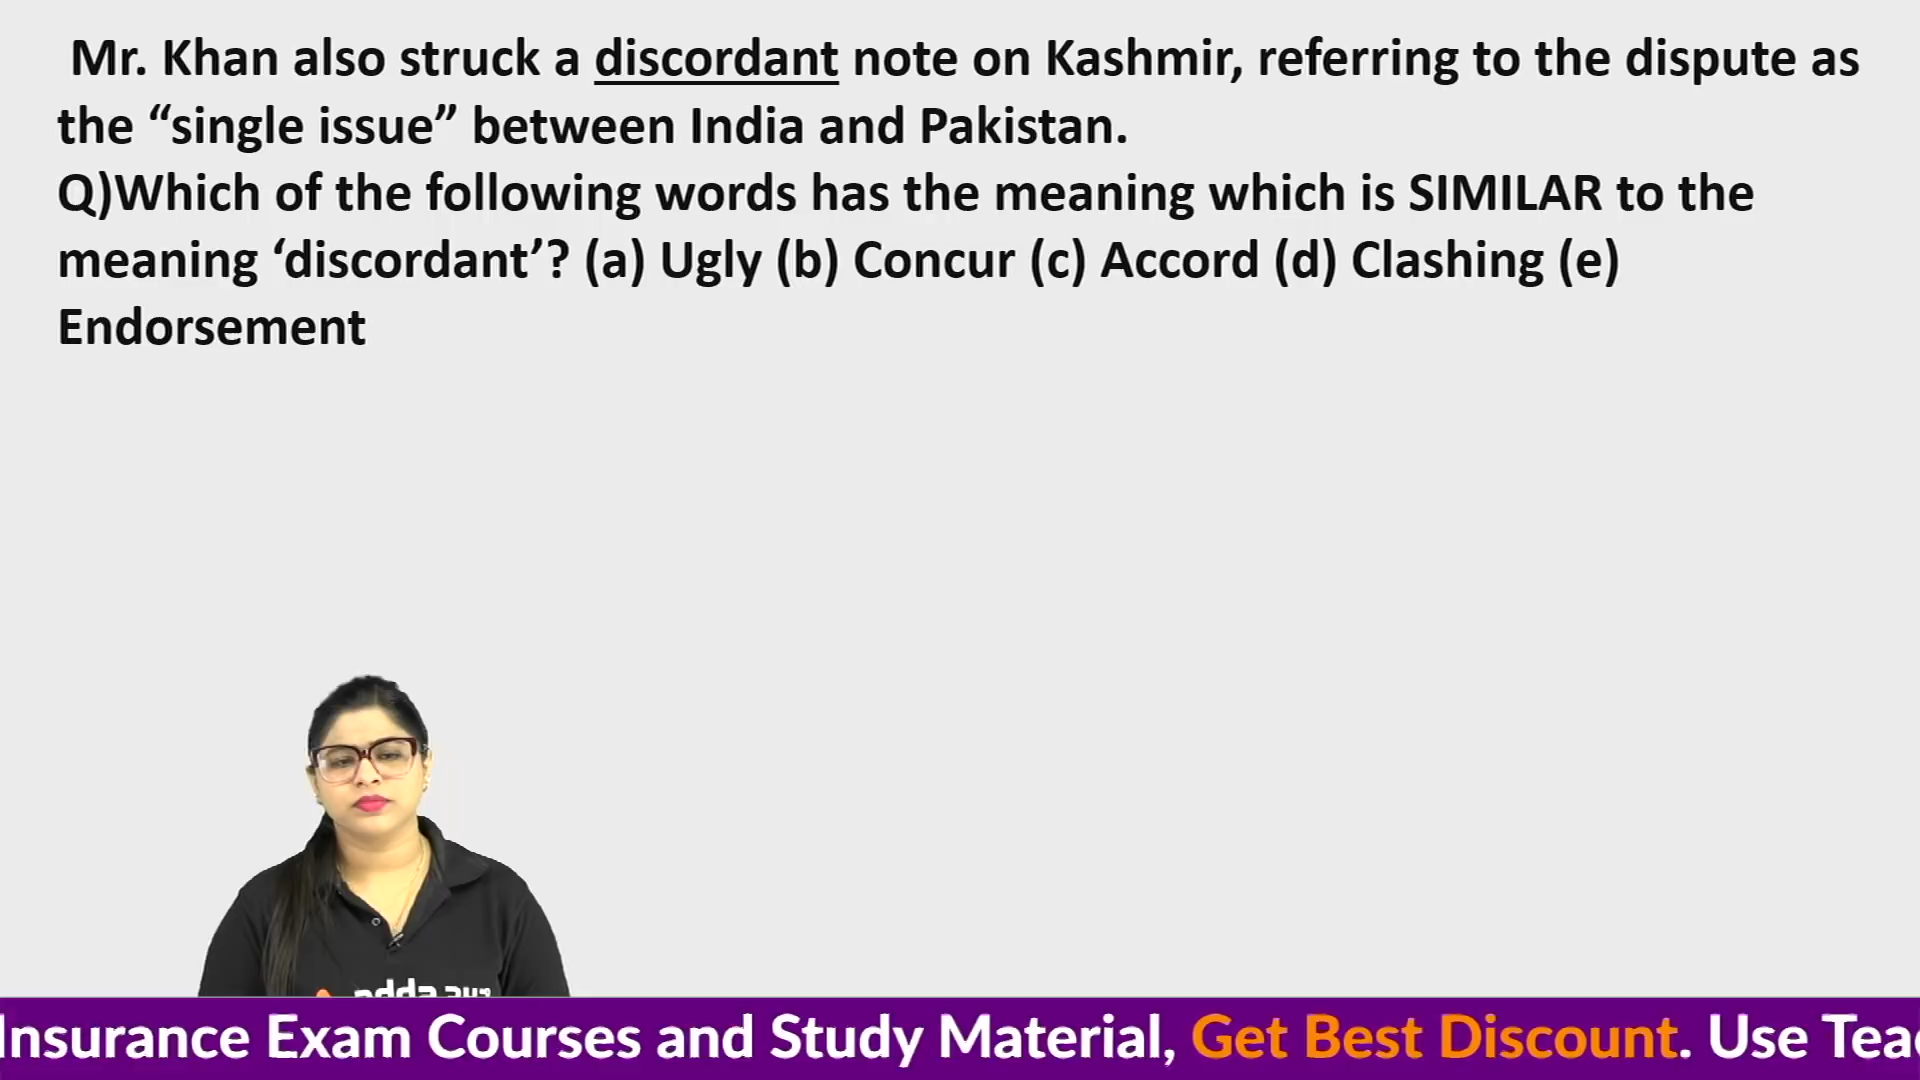 Mr. Khan also struck a discordant note on Kashmir, referring to the dispute as
the “single issue” between India and Pakistan.
Q)Which of the following words has the meaning which is SIMILAR to the
meaning ‘discordant’? (a) Ugly (b) Concur (c) Accord (d) Clashing (e)
Endorsement
adda 247
Insurance Exam Courses and Study Material, Get Best Discount. Use Tea